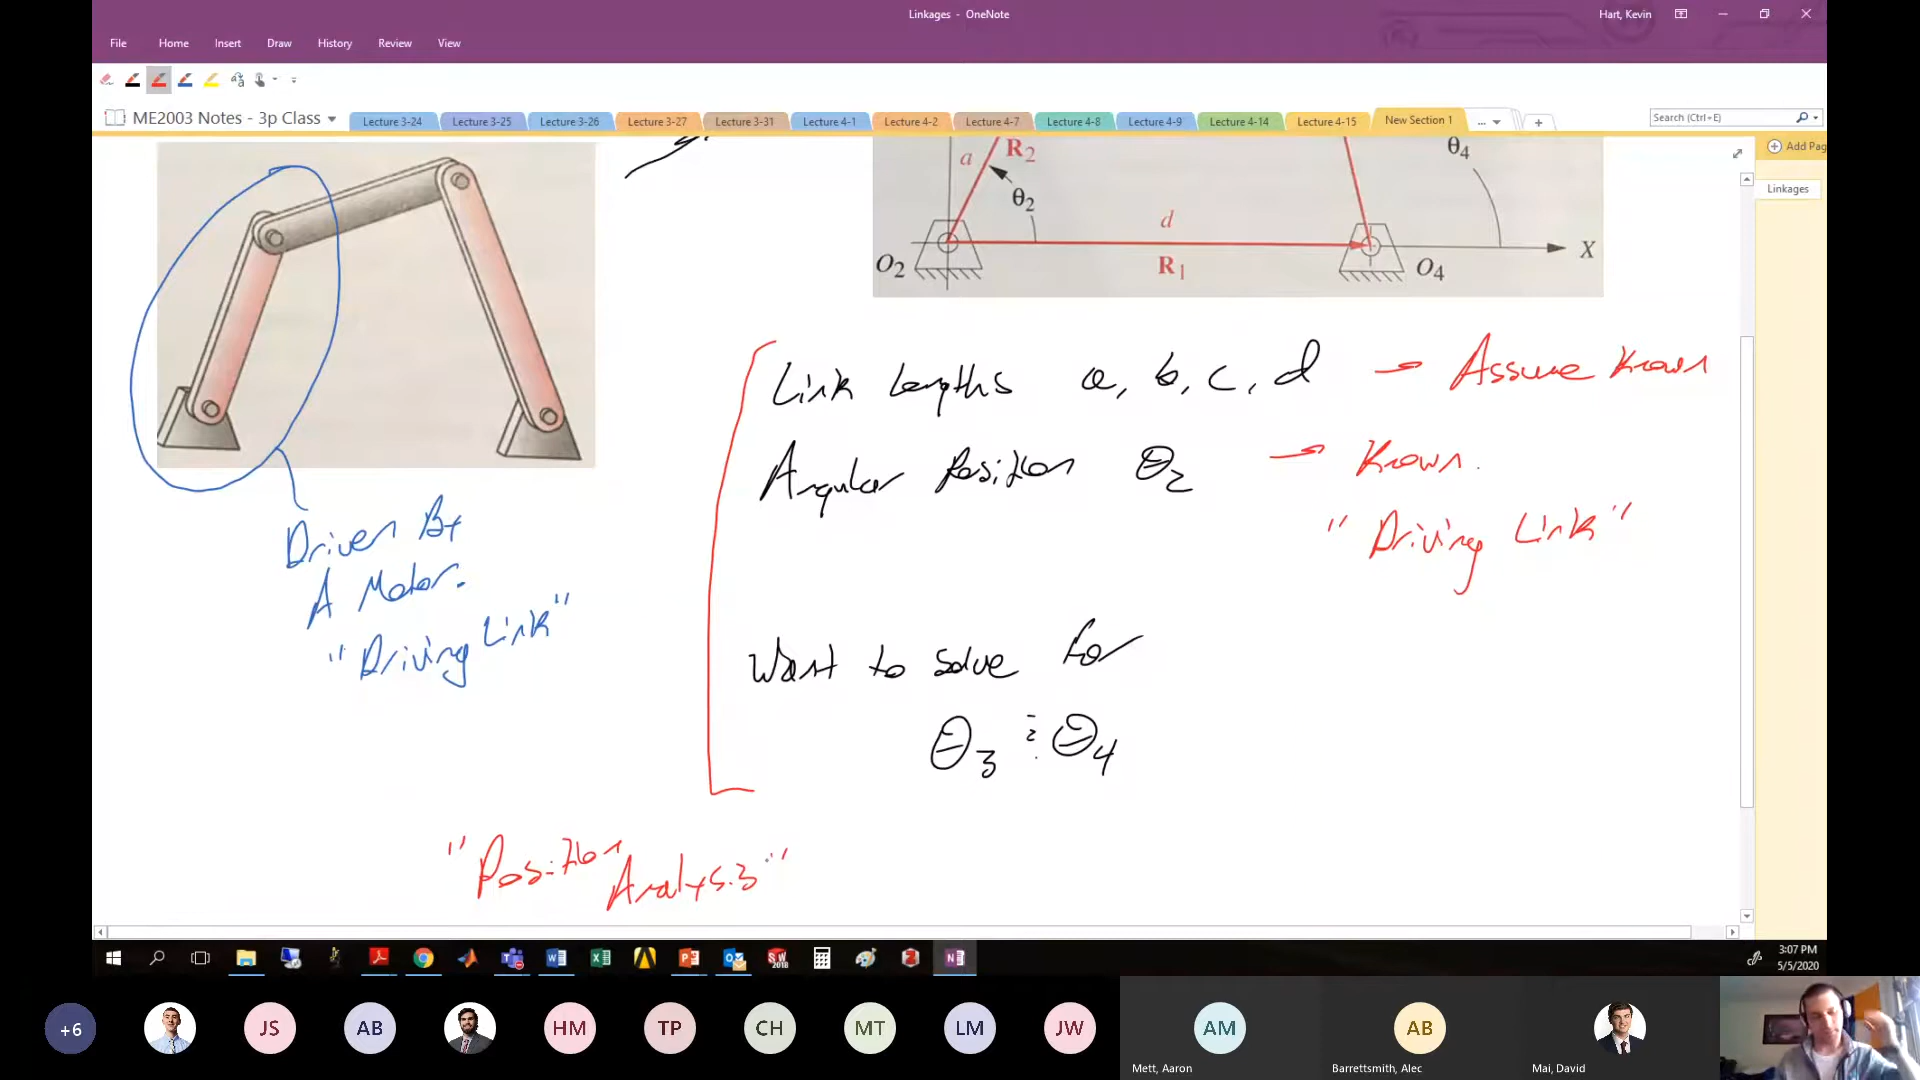 Linkages - OneNote
Hart, Kevin
File Home Insert Draw History Review View
ME2003 Notes - 3p Class
Lecture 3-24 Lecture 3-25 Lecture 3-26 Lecture 3-27 Lecture 3-31 Lecture 4-1 Lecture 4-2 Lecture 4-7 Lecture 4-8 Lecture 4-9 Lecture 4-14 Lecture 4-15 New Section 1 ...
Search (Ctrl+E)
Add Pag
Linkages
a R2
θ2
θ4
d
X
O2
R1
O4
Link Lengths a, b, c, d → Assume Known
Angular Position θ2 → Known.
"Driving Link"
Driven By
A Motor.
"Driving Link"
Want to solve for
θ3 & θ4
"Position
Analysis"
SW
2018
3:07 PM
5/5/2020
+6
JS
AB
HM
TP
CH
MT
LM
JW
AM
AB
Mett, Aaron
Barrettsmith, Alec
Mai, David